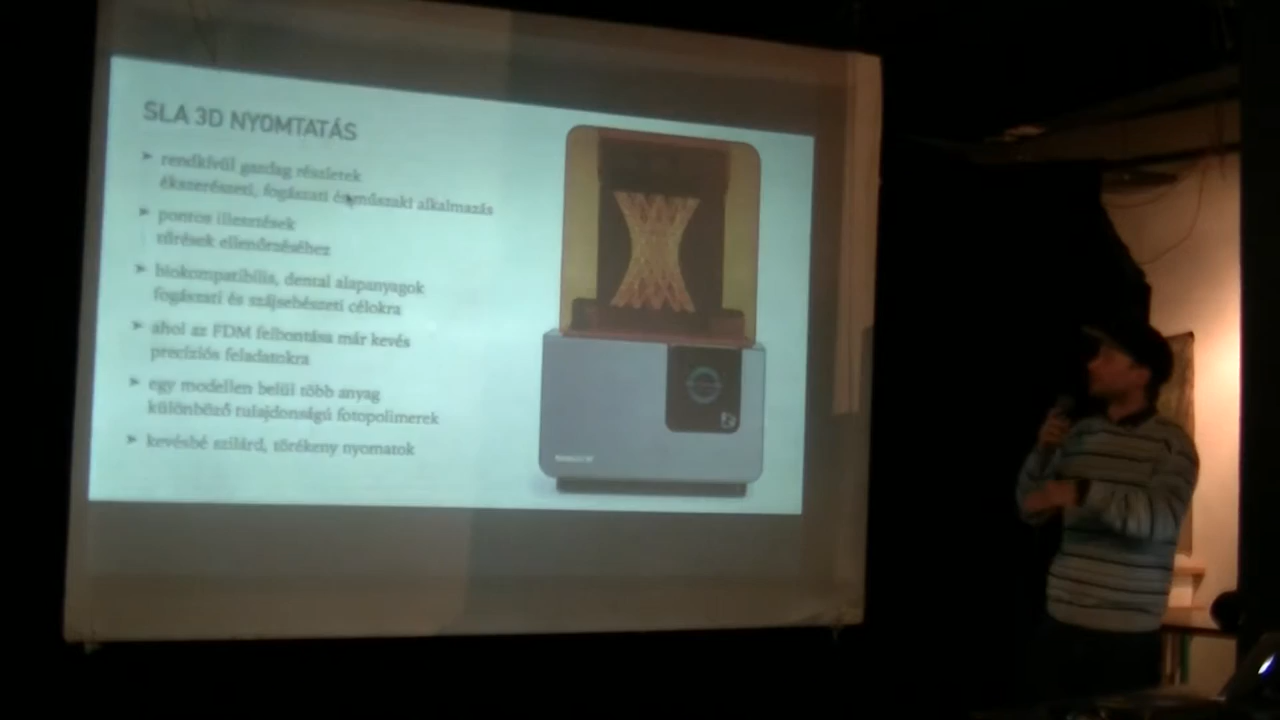 SLA 3D NYOMTATÁS
rendkívül gazdag részletek
ékszerészeti, fogászati és műszaki alkalmazás
pontos illesztések
tűrések ellenőrzéséhez
biokompatibilis, dental alapanyagok
fogászati és szájsebészeti célokra
ahol az FDM felbontása már kevés
precíziós feladatokra
egy modellen belül több anyag
különböző tulajdonságú fotopolimerek
kevésbé szilárd, törékeny nyomatok